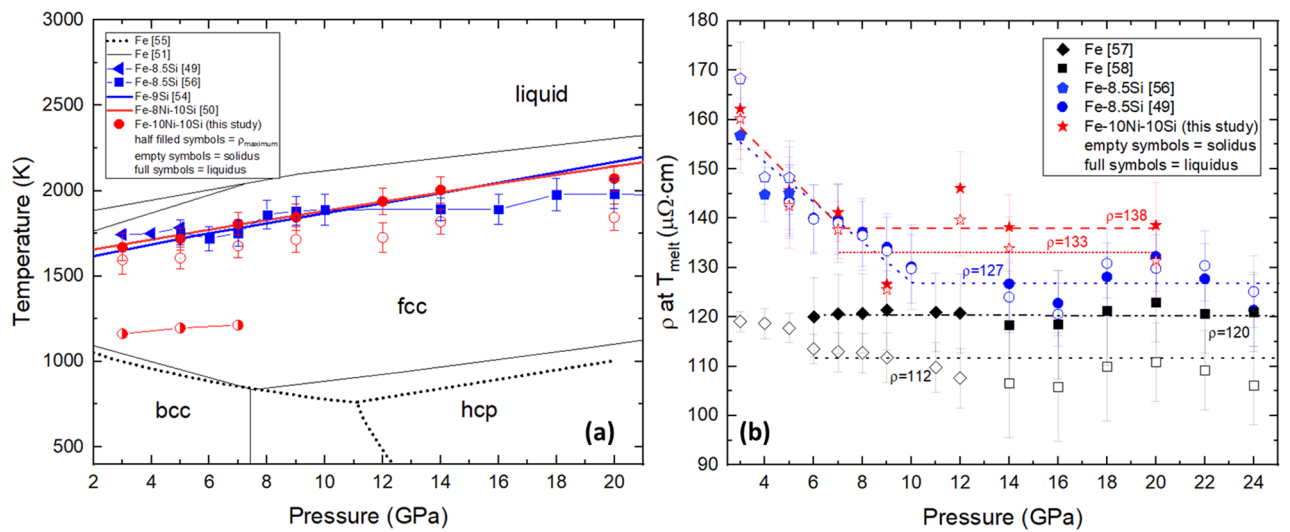 3000
2500
2000
1500
1000
500
Temperature (K)
Fe [55]
Fe [51]
Fe-8.5Si [49]
Fe-8.5Si [56]
Fe-9Si [54]
Fe-8Ni-10Si [50]
Fe-10Ni-10Si (this study)
half filled symbols = ρmaximum
empty symbols = solidus
full symbols = liquidus
liquid
fcc
bcc
hcp
(a)
2 4 6 8 10 12 14 16 18 20
Pressure (GPa)
180
170
160
150
140
130
120
110
100
90
ρ at Tmelt (μΩ·cm)
Fe [57]
Fe [58]
Fe-8.5Si [56]
Fe-8.5Si [49]
Fe-10Ni-10Si (this study)
empty symbols = solidus
full symbols = liquidus
ρ=138
ρ=133
ρ=127
ρ=120
ρ=112
(b)
4 6 8 10 12 14 16 18 20 22 24
Pressure (GPa)